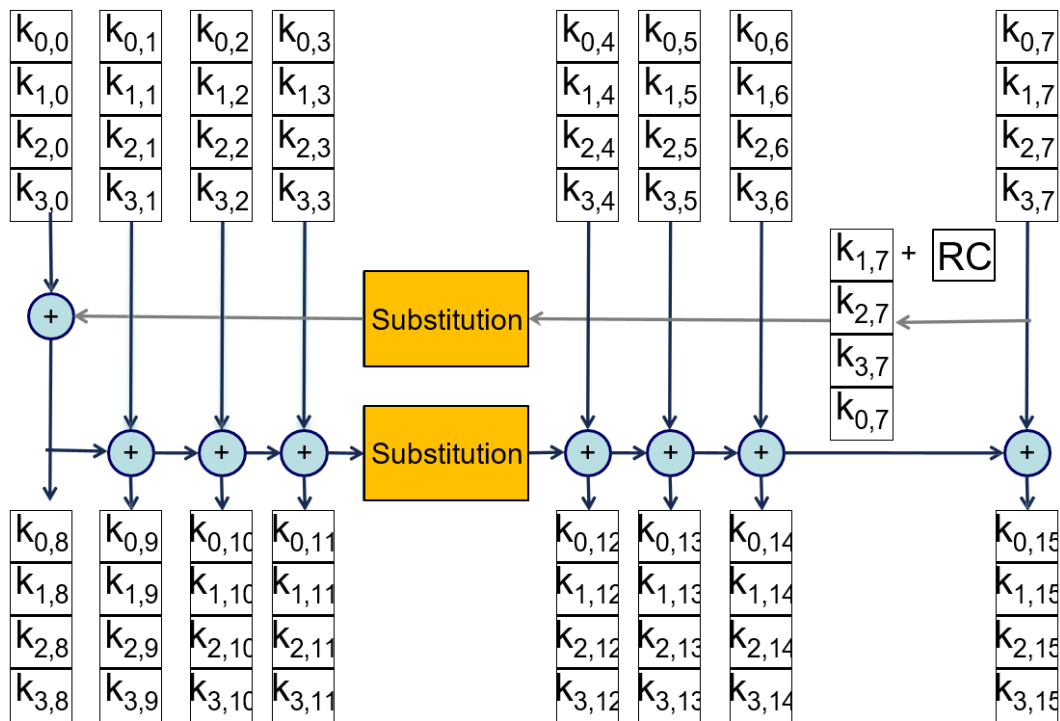 k0,0 k0,1 k0,2 k0,3 k0,4 k0,5 k0,6 k0,7
k1,0 k1,1 k1,2 k1,3 k1,4 k1,5 k1,6 k1,7
k2,0 k2,1 k2,2 k2,3 k2,4 k2,5 k2,6 k2,7
k3,0 k3,1 k3,2 k3,3 k3,4 k3,5 k3,6 k3,7
k1,7 + RC
+ Substitution k2,7
k3,7
k0,7
+ + + Substitution + + + +
k0,8 k0,9 k0,10 k0,11 k0,12 k0,13 k0,14 k0,15
k1,8 k1,9 k1,10 k1,11 k1,12 k1,13 k1,14 k1,15
k2,8 k2,9 k2,10 k2,11 k2,12 k2,13 k2,14 k2,15
k3,8 k3,9 k3,10 k3,11 k3,12 k3,13 k3,14 k3,15